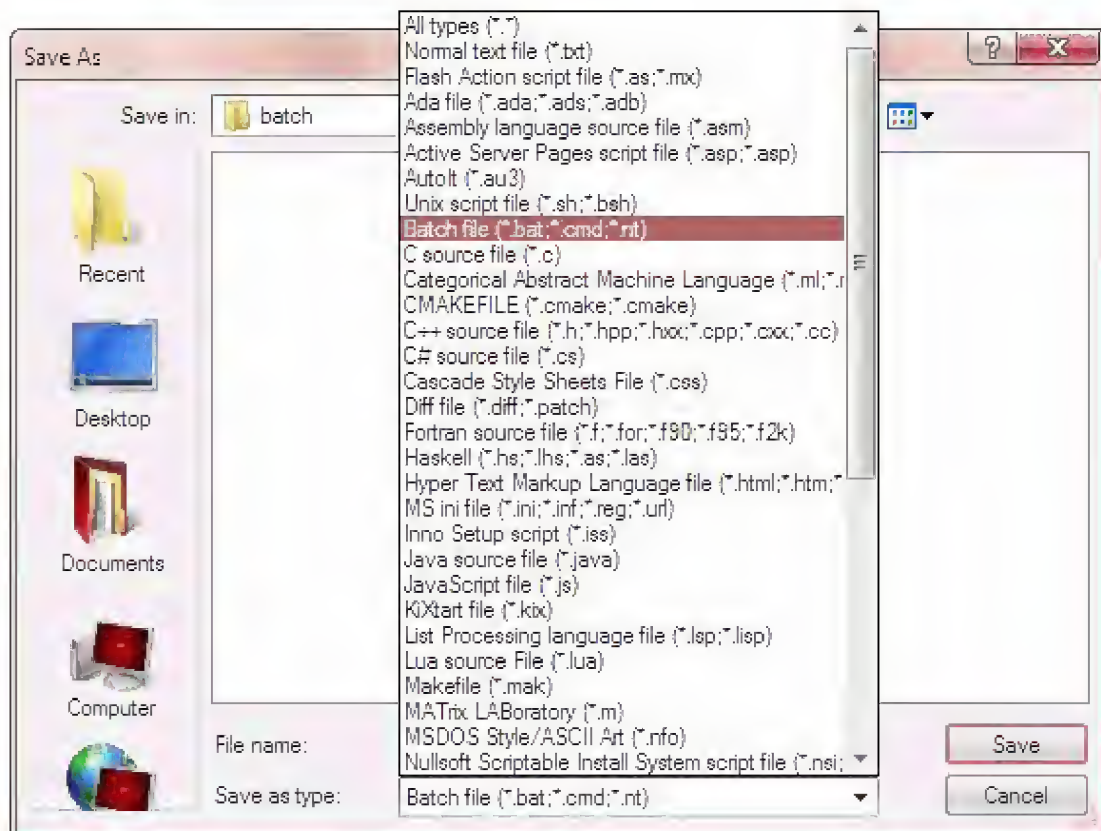 Save As
Save in:
batch
All types (*.*)
Normal text file (*.txt)
Flash Action script file (*.as;*.mx)
Ada file (*.ada;*.ads;*.adb)
Assembly language source file (*.asm)
Active Server Pages script file (*.asp;*.asp)
AutoIt (*.au3)
Unix script file (*.sh;*.bsh)
Batch file (*.bat;*.cmd;*.nt)
C source file (*.c)
Categorical Abstract Machine Language (*.ml;*.
CMAKEFILE (*.cmake;*.cmake)
C++ source file (*.h;*.hpp;*.hxx;*.cpp;*.cxx;*.cc)
C# source file (*.cs)
Cascade Style Sheets File (*.css)
Diff file (*.diff;*.patch)
Fortran source file (*.f;*.for;*.f90;*.f95;*.f2k)
Haskell (*.hs;*.lhs;*.as;*.las)
Hyper Text Markup Language file (*.html;*.htm;*
MS ini file (*.ini;*.inf;*.reg;*.url)
Inno Setup script (*.iss)
Java source file (*.java)
JavaScript file (*.js)
KiXtart file (*.kix)
List Processing language file (*.lsp;*.lisp)
Lua source File (*.lua)
Makefile (*.mak)
MATrix LABoratory (*.m)
MSDOS Style/ASCII Art (*.nfo)
Nullsoft Scriptable Install System script file (*.nsi;
Recent
Desktop
Documents
Computer
File name:
Save
Save as type:
Batch file (*.bat;*.cmd;*.nt)
Cancel